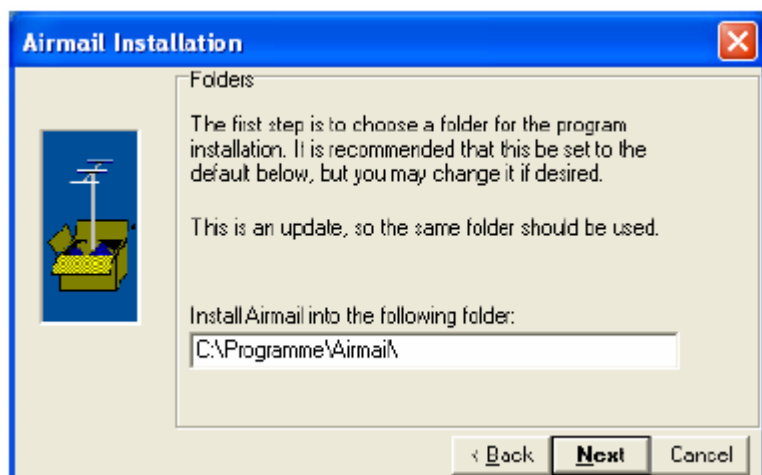 Airmail Installation
Folders
The first step is to choose a folder for the program
installation. It is recommended that this be set to the
default below, but you may change it if desired.
This is an update, so the same folder should be used.
Install Airmail into the following folder:
C:\Programme\Airmail\
< Back Next Cancel